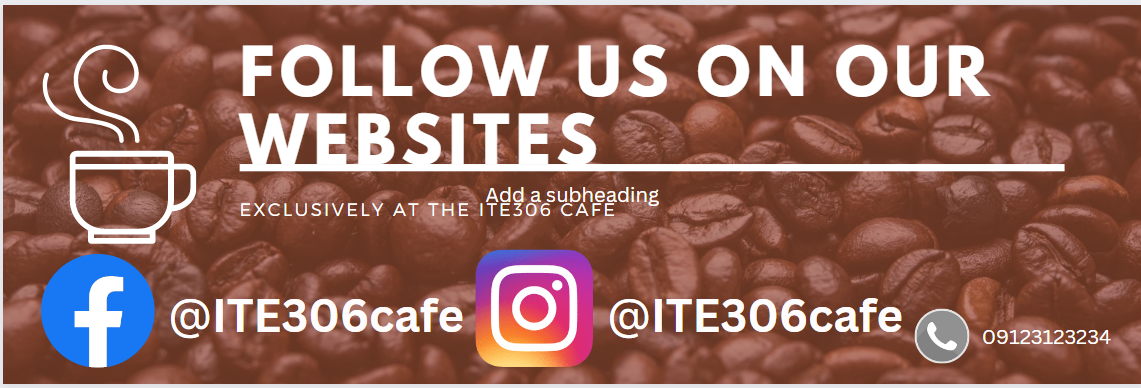 FOLLOW US ON OUR
WEBSITES
Add a subheading
EXCLUSIVELY AT THE ITE306 CAFE
@ITE306cafe
@ITE306cafe
09123123234